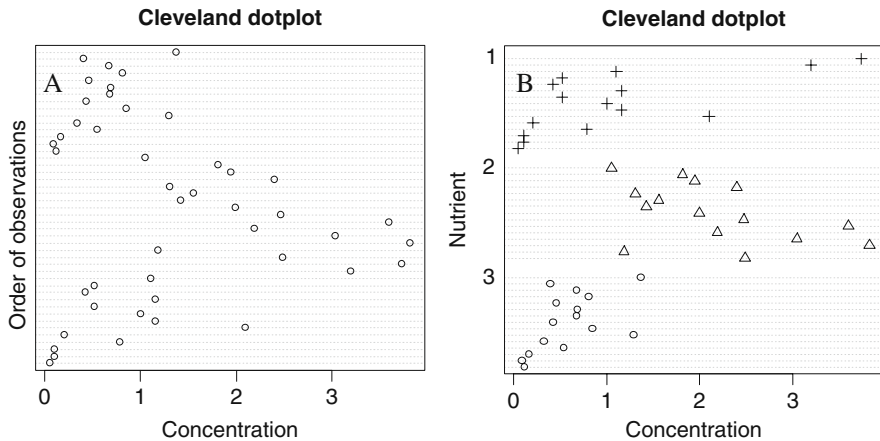 Cleveland dotplot
A
Order of observations
0 1 2 3
Concentration
Cleveland dotplot
B
1
2
3
Nutrient
0 1 2 3
Concentration